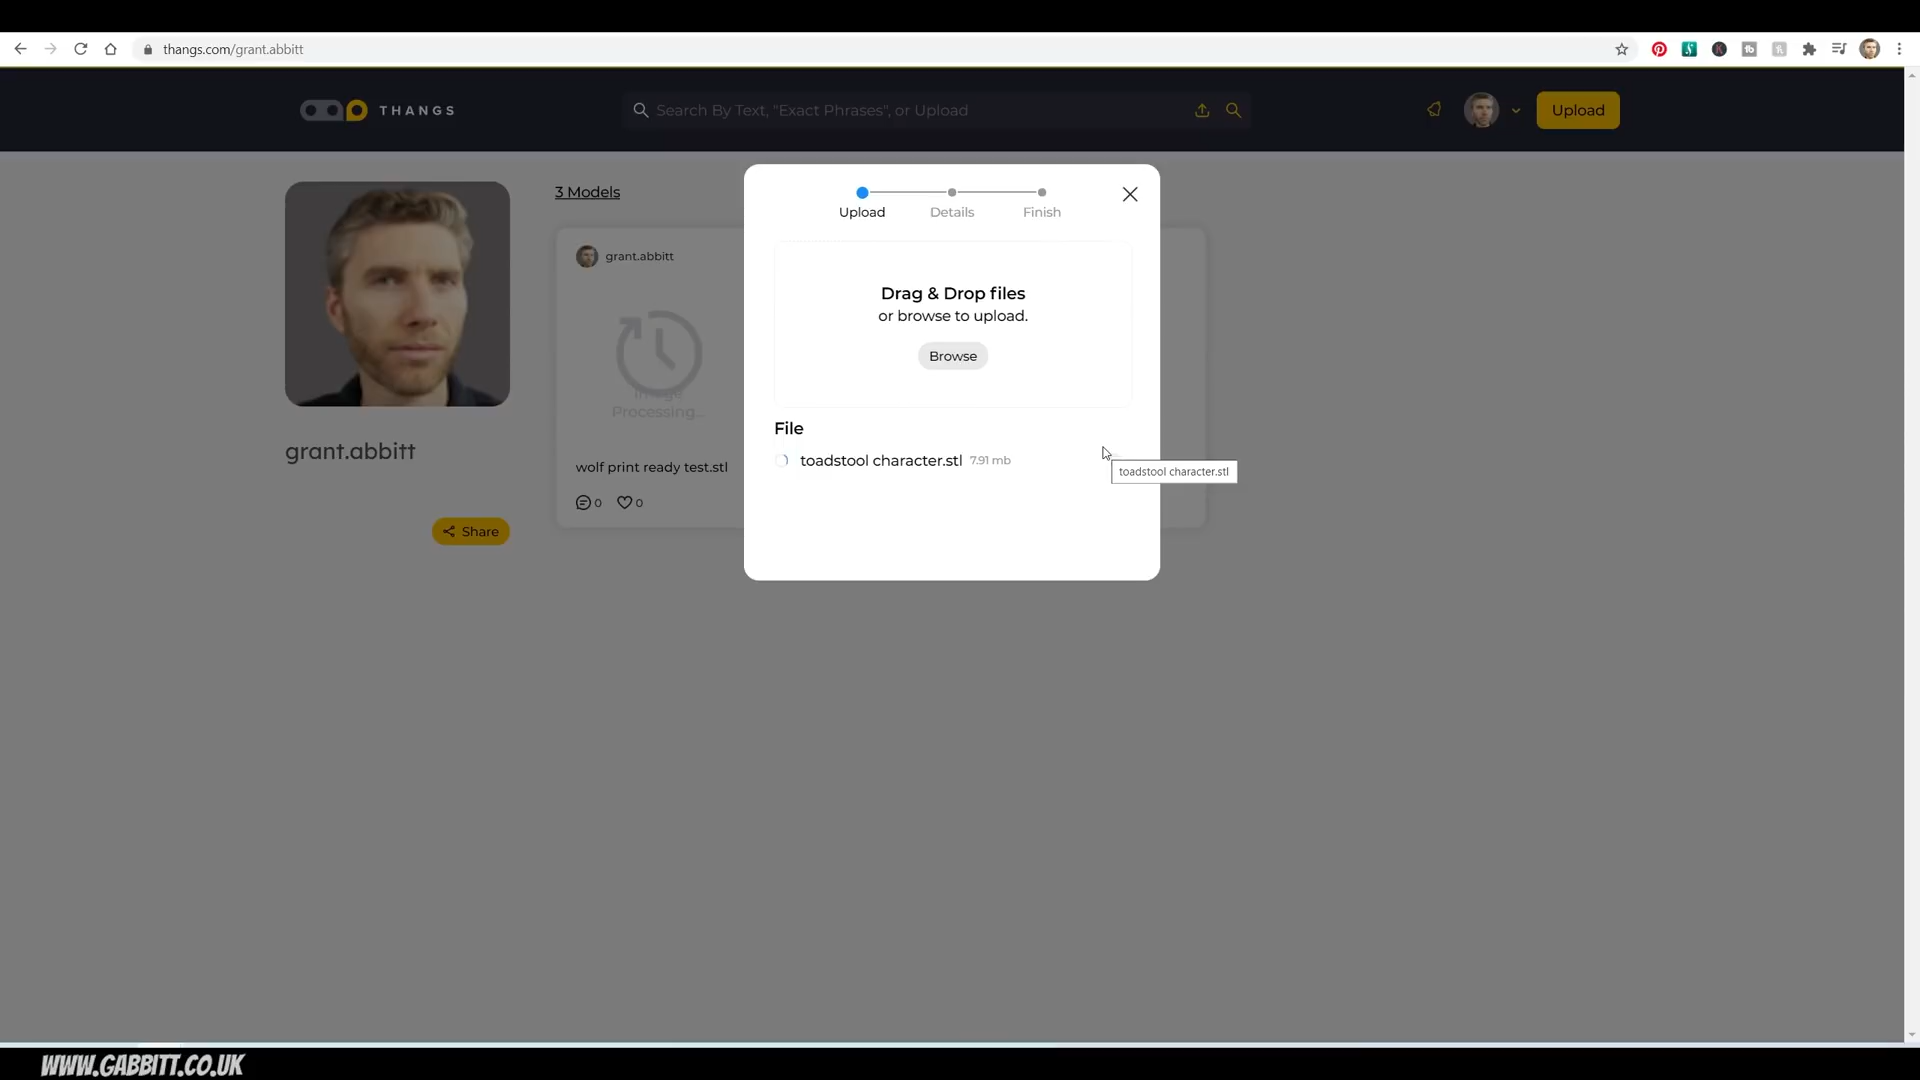 thangs.com/grant.abbitt
THANGS
Search By Text, "Exact Phrases", or Upload
Upload
3 Models
Upload
Details
Finish
grant.abbitt
Drag & Drop files
or browse to upload.
Browse
Image
Processing...
File
grant.abbitt
toadstool character.stl 7.91 mb
wolf print ready test.stl
toadstool character.stl
0
0
Share
WWW.GABBITT.CO.UK